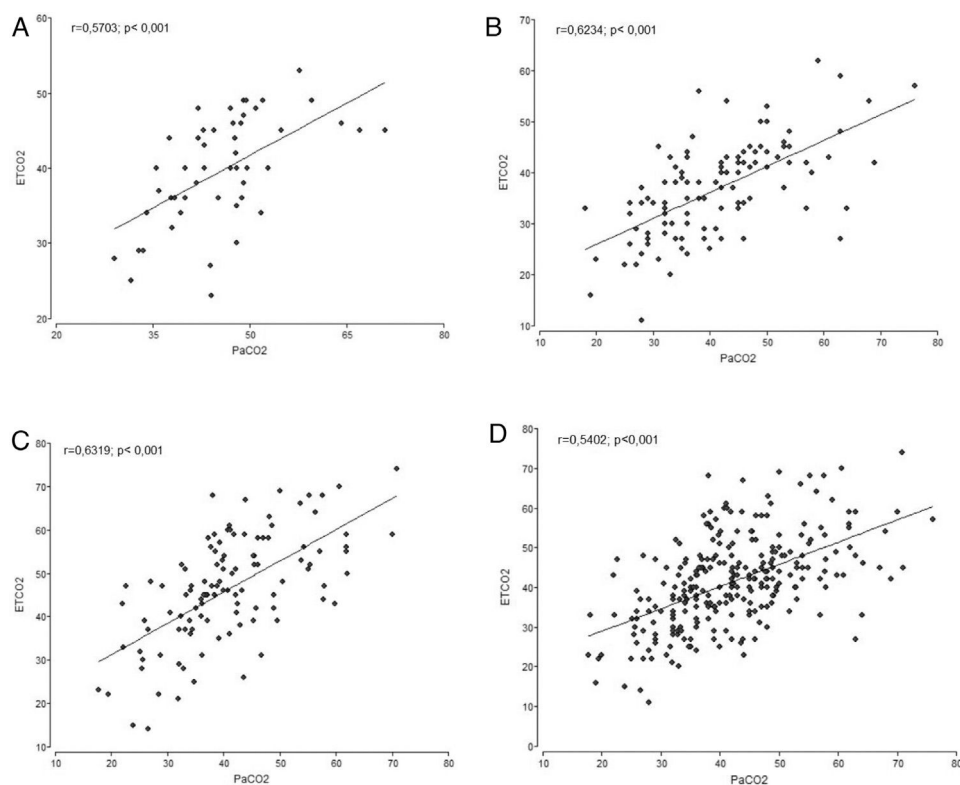 A
r=0,5703; p< 0,001
60
50
40
30
20
ETCO2
20 35 50 65 80
PaCO2
B
r=0,6234; p< 0,001
70
60
50
40
30
20
10
ETCO2
10 20 30 40 50 60 70 80
PaCO2
C
r=0,6319; p< 0,001
80
70
60
50
40
30
20
10
ETCO2
10 20 30 40 50 60 70 80
PaCO2
D
r=0,5402; p<0,001
80
70
60
50
40
30
20
10
0
ETCO2
10 20 30 40 50 60 70 80
PaCO2